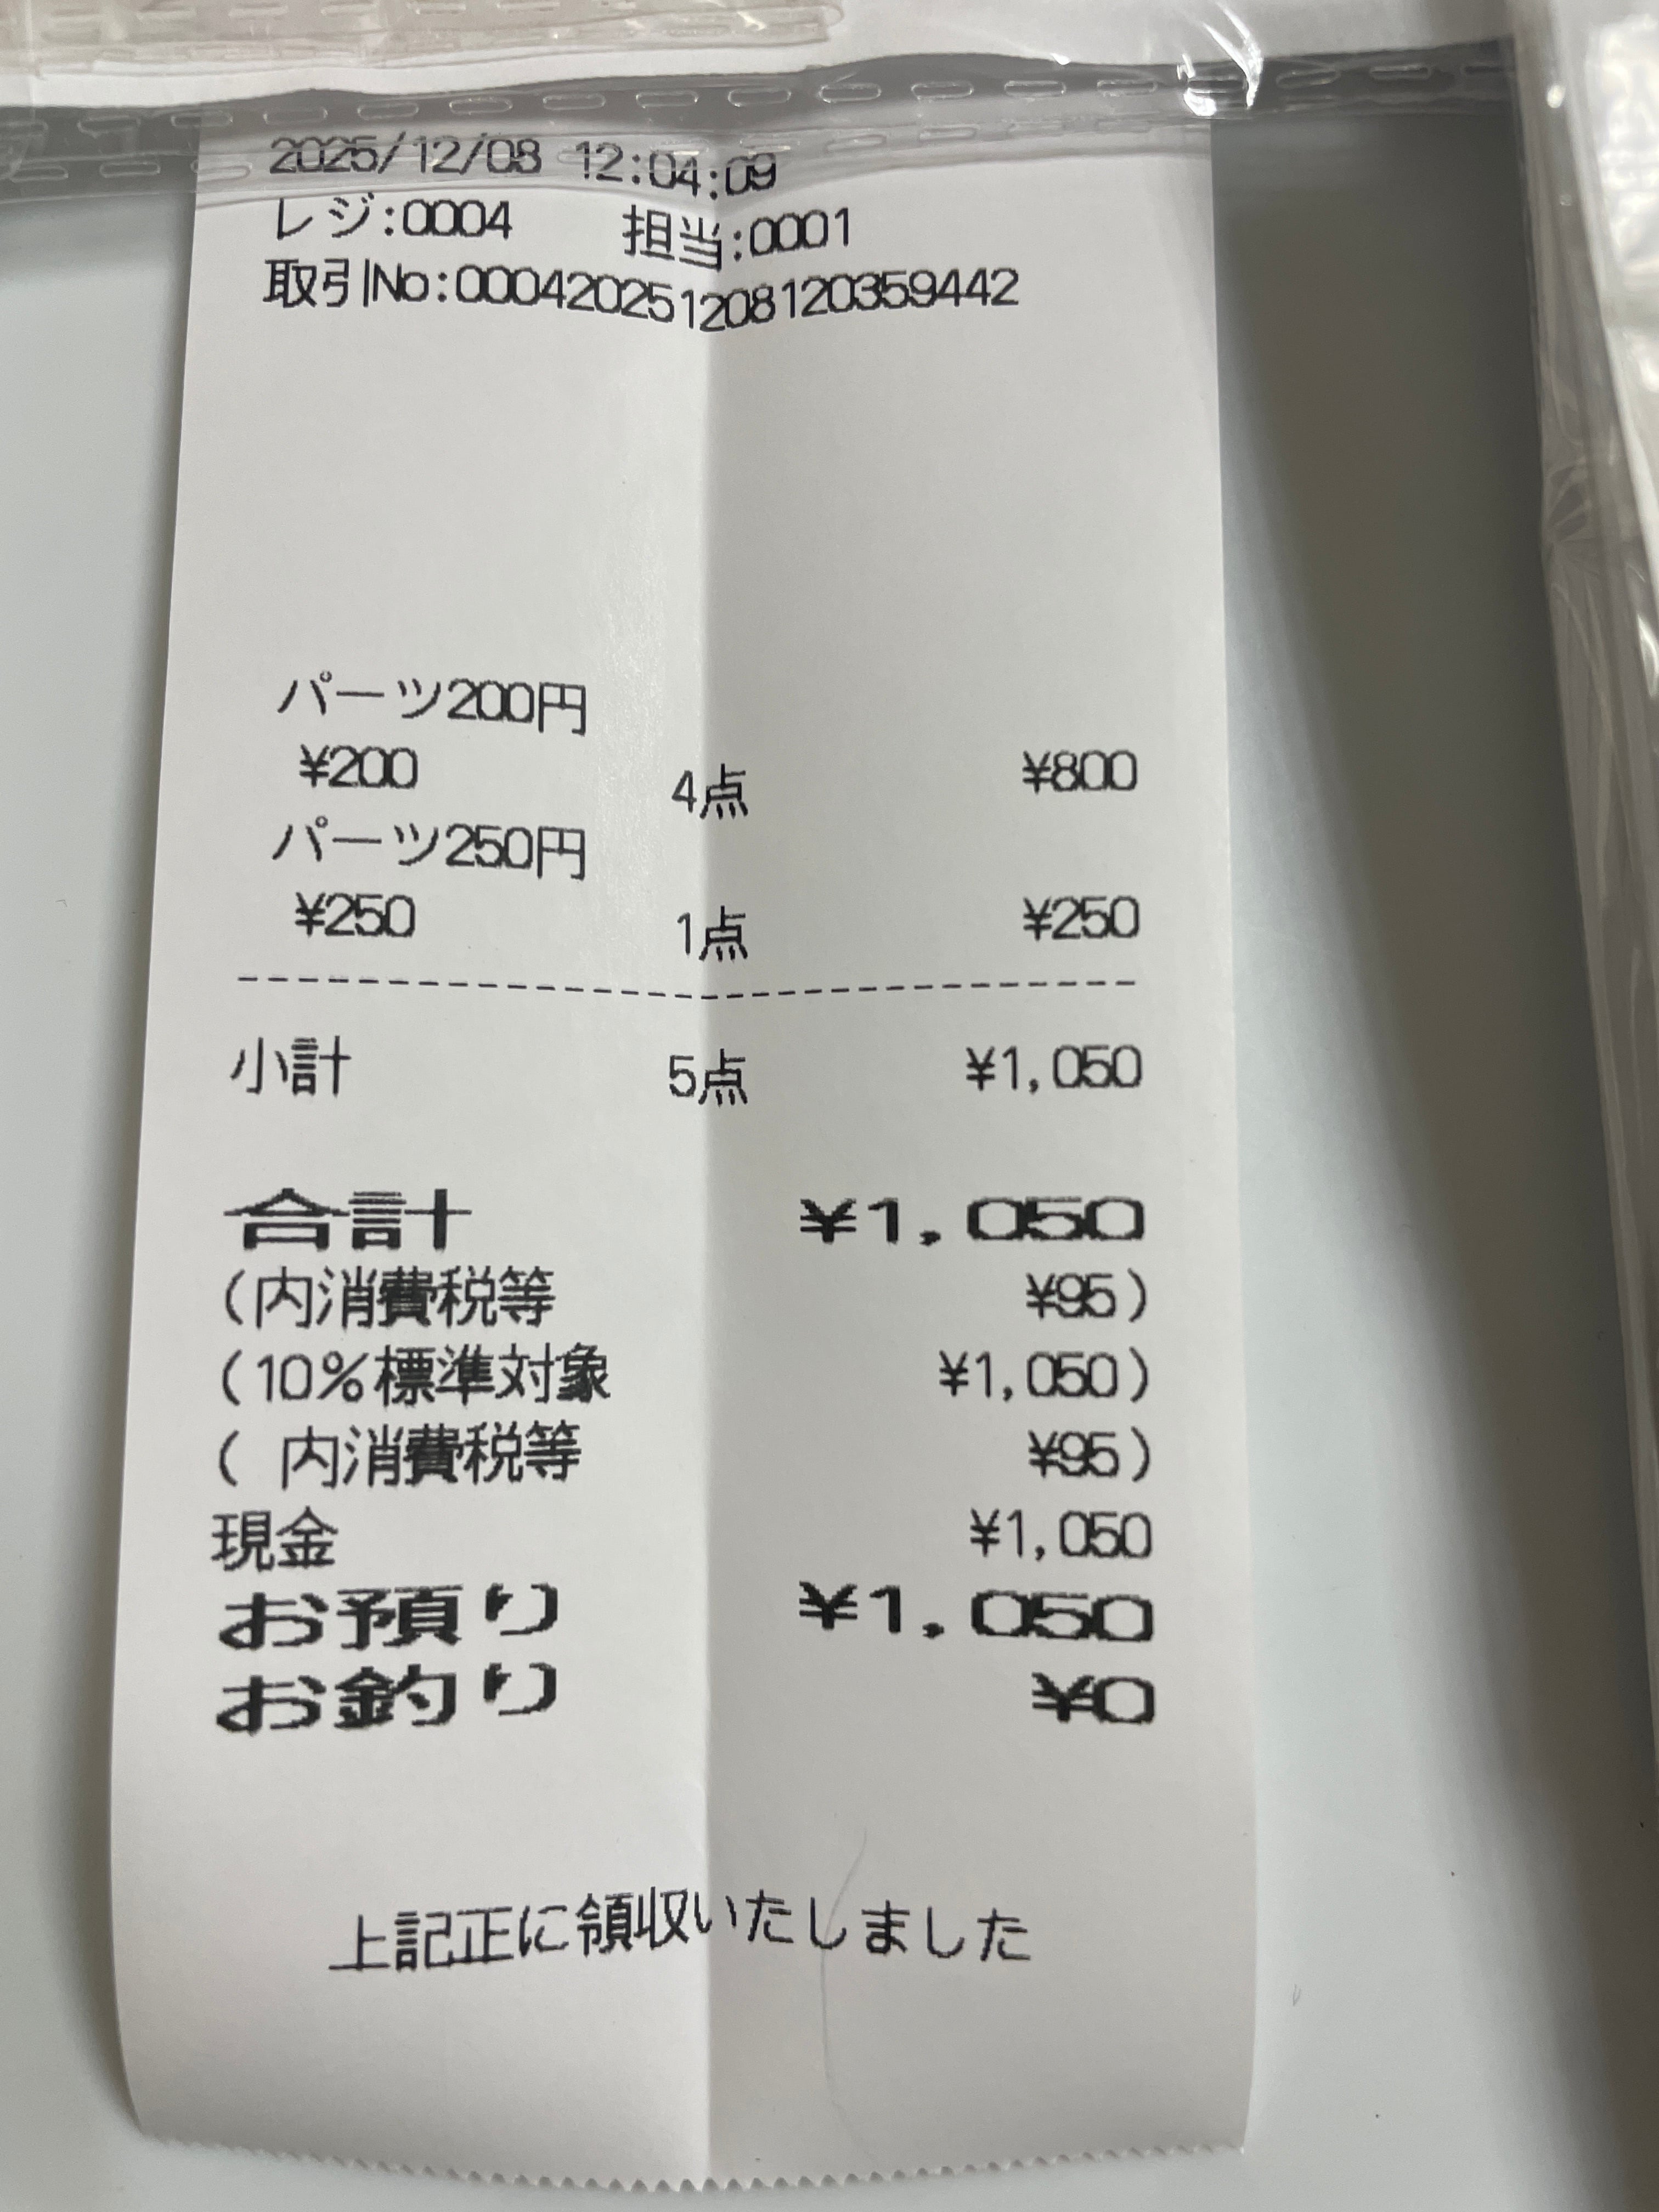 2025/12/08 12:04:09
レジ:0004 担当:0001
取引No:000420251208120359442
パーツ200円
¥200 4点 ¥800
パーツ250円
¥250 1点 ¥250
小計 5点 ¥1,050
合計 ¥1,050
(内消費税等 ¥95)
(10%標準対象 ¥1,050)
( 内消費税等 ¥95)
現金 ¥1,050
お預り ¥1,050
お釣り ¥0
上記正に領収いたしました